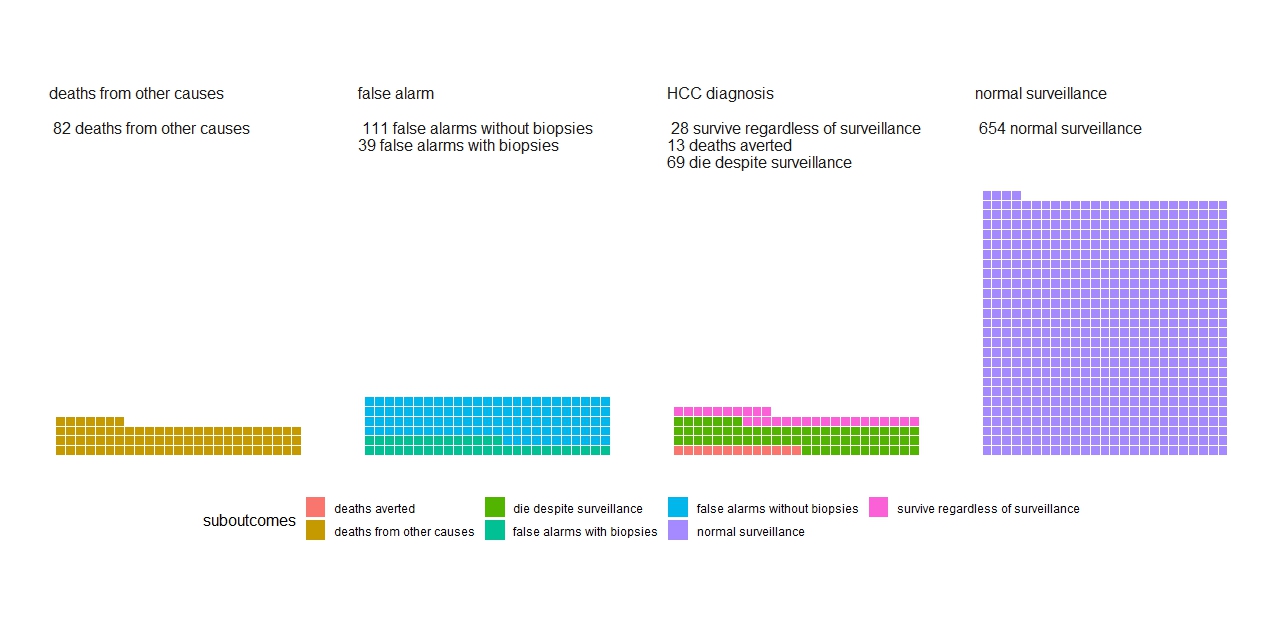 deaths from other causes
82 deaths from other causes
false alarm
111 false alarms without biopsies
39 false alarms with biopsies
HCC diagnosis
28 survive regardless of surveillance
13 deaths averted
69 die despite surveillance
normal surveillance
654 normal surveillance
suboutcomes
deaths averted
deaths from other causes
die despite surveillance
false alarms with biopsies
false alarms without biopsies
normal surveillance
survive regardless of surveillance